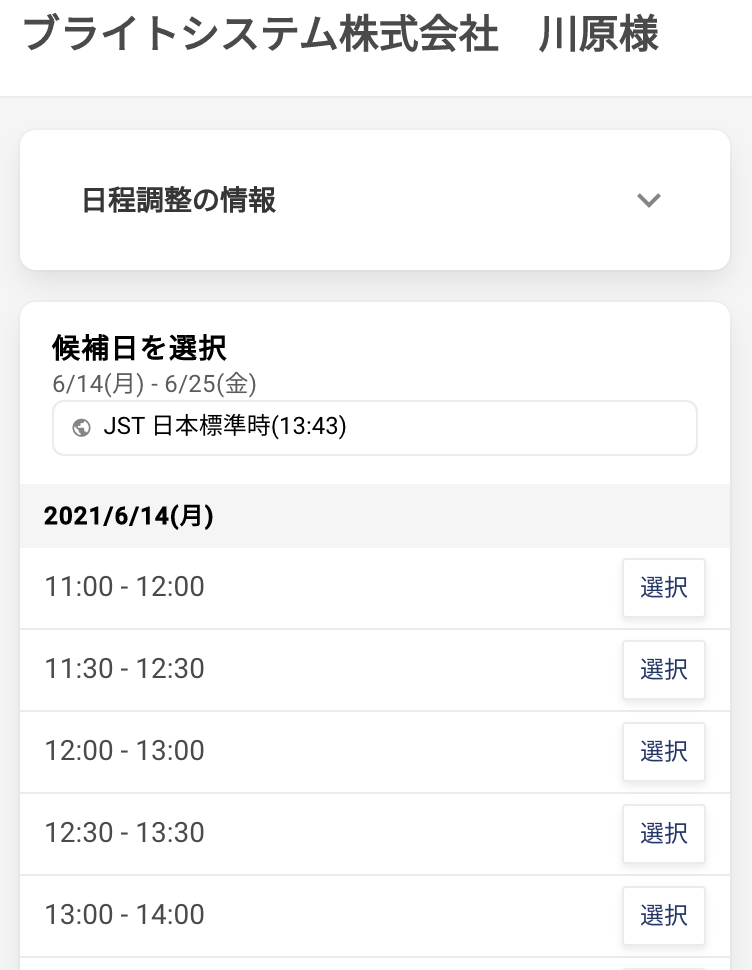 ブライトシステム株式会社　川原様
日程調整の情報
候補日を選択
6/14(月) - 6/25(金)
JST 日本標準時(13:43)
2021/6/14(月)
11:00 - 12:00 選択
11:30 - 12:30 選択
12:00 - 13:00 選択
12:30 - 13:30 選択
13:00 - 14:00 選択